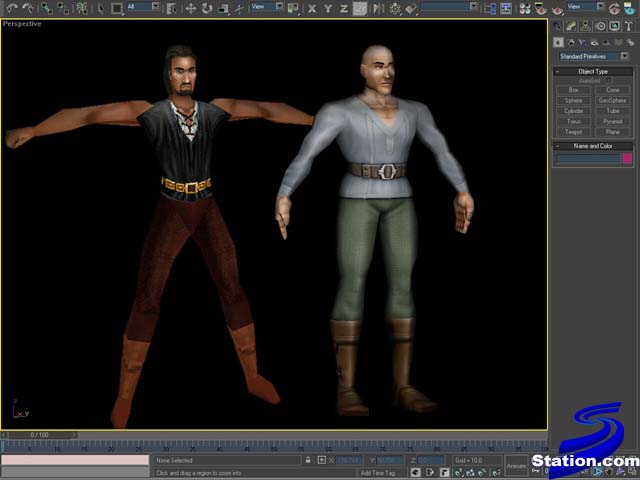 View
All
View
Perspective
Standard Primitives
- Object Type
AutoGrid
Box
Cone
Sphere
GeoSphere
Cylinder
Tube
Torus
Pyramid
Teapot
Plane
- Name and Color
0 / 100
None Selected
X:
Y:
Z:
Grid = 10.0
Click and drag a region to zoom into
Add Time Tag
Animate
Station.com